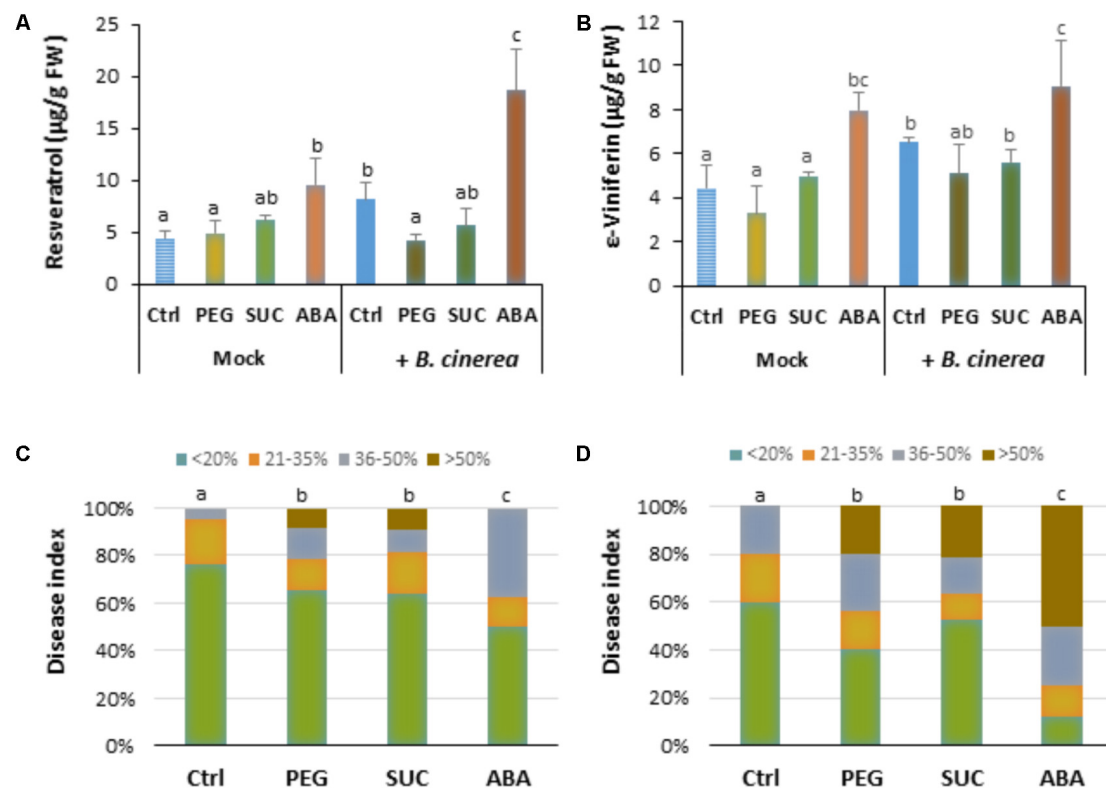 A
Resveratrol (µg/g FW)
25
20
15
10
5
0
a
a
ab
b
b
a
ab
c
Ctrl PEG SUC ABA Ctrl PEG SUC ABA
Mock + B. cinerea
B
ε-Viniferin (µg/g FW)
12
10
8
6
4
2
0
a
a
a
bc
b
ab
b
c
Ctrl PEG SUC ABA Ctrl PEG SUC ABA
Mock + B. cinerea
C
<20% 21-35% 36-50% >50%
a b b c
Disease index
100%
80%
60%
40%
20%
0%
Ctrl PEG SUC ABA
D
<20% 21-35% 36-50% >50%
a b b c
Disease index
100%
80%
60%
40%
20%
0%
Ctrl PEG SUC ABA